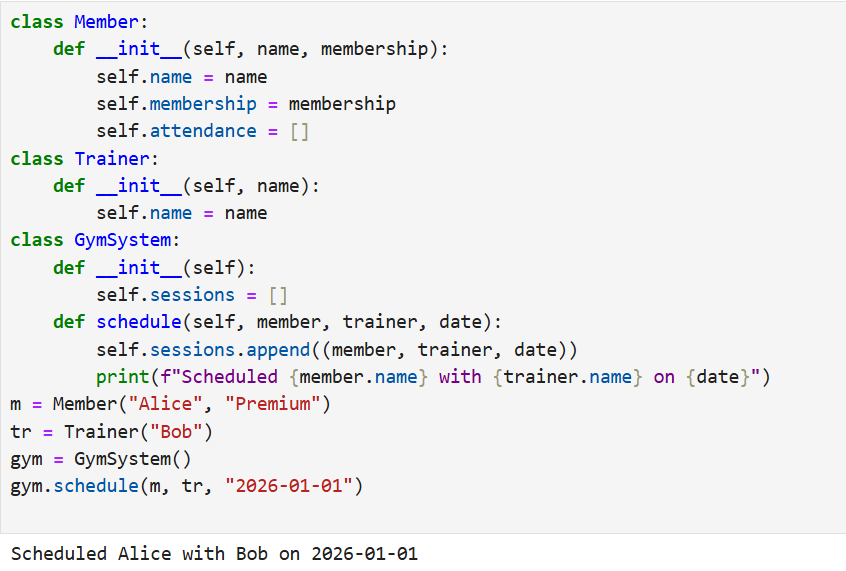 class Member:
    def __init__(self, name, membership):
        self.name = name
        self.membership = membership
        self.attendance = []
class Trainer:
    def __init__(self, name):
        self.name = name
class GymSystem:
    def __init__(self):
        self.sessions = []
    def schedule(self, member, trainer, date):
        self.sessions.append((member, trainer, date))
        print(f"Scheduled {member.name} with {trainer.name} on {date}")
m = Member("Alice", "Premium")
tr = Trainer("Bob")
gym = GymSystem()
gym.schedule(m, tr, "2026-01-01")
Scheduled Alice with Bob on 2026-01-01